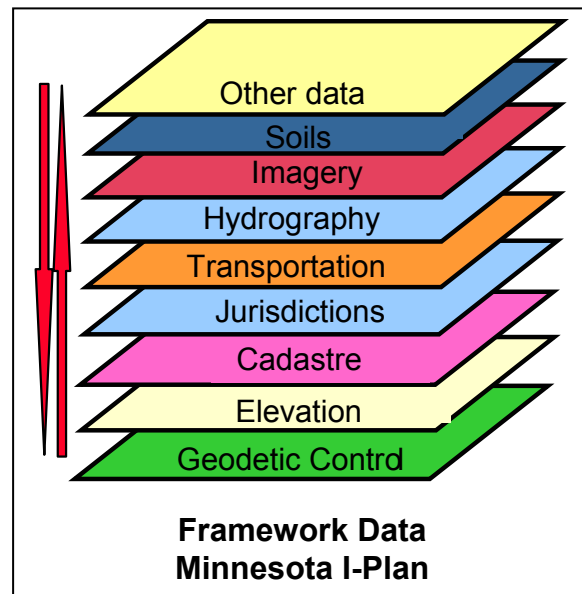 Other data
Soils
Imagery
Hydrography
Transportation
Jurisdictions
Cadastre
Elevation
Geodetic Control
Framework Data
Minnesota I-Plan